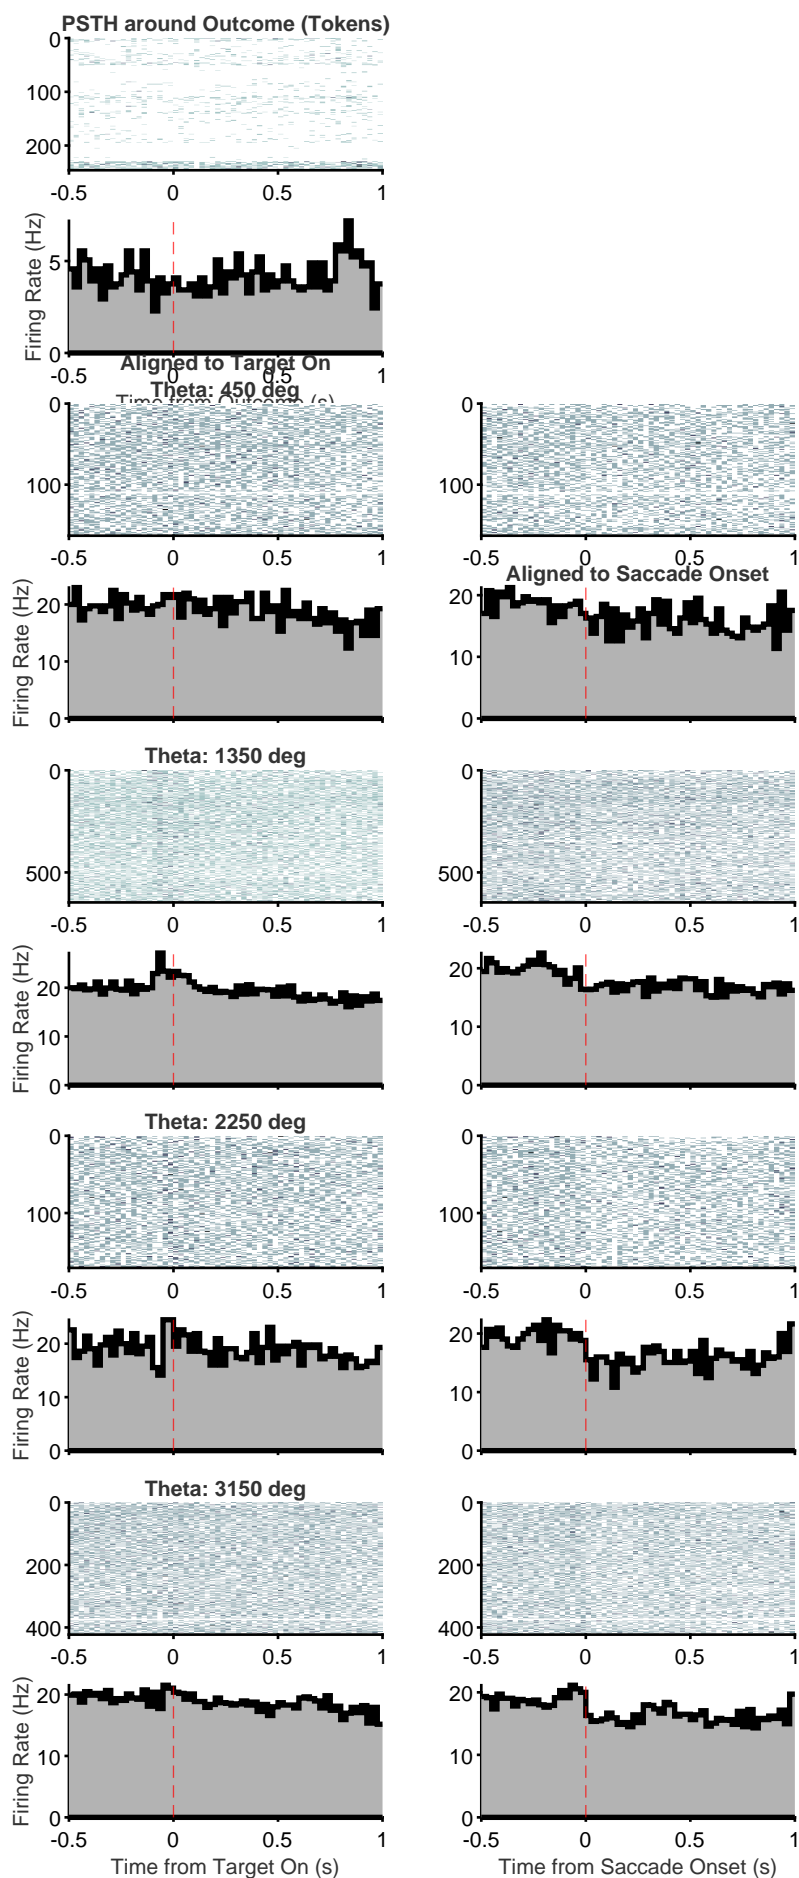 PSTH around Outcome (Tokens)
0
100
200
-0.5 0 0.5 1
Firing Rate (Hz)
5
0
-0.5 0 0.5 1
Time from Outcome (s)
Aligned to Target On
Theta: 450 deg
0
100
-0.5 0 0.5 1
0
100
-0.5 0 0.5 1
Firing Rate (Hz)
20
10
0
Aligned to Saccade Onset
20
10
0
Theta: 1350 deg
0
500
-0.5 0 0.5 1
0
500
-0.5 0 0.5 1
Firing Rate (Hz)
20
10
0
20
10
0
Theta: 2250 deg
0
100
-0.5 0 0.5 1
0
100
-0.5 0 0.5 1
Firing Rate (Hz)
20
10
0
20
10
0
Theta: 3150 deg
0
200
400
-0.5 0 0.5 1
0
200
400
-0.5 0 0.5 1
Firing Rate (Hz)
20
10
0
-0.5 0 0.5 1
Time from Target On (s)
20
10
0
-0.5 0 0.5 1
Time from Saccade Onset (s)